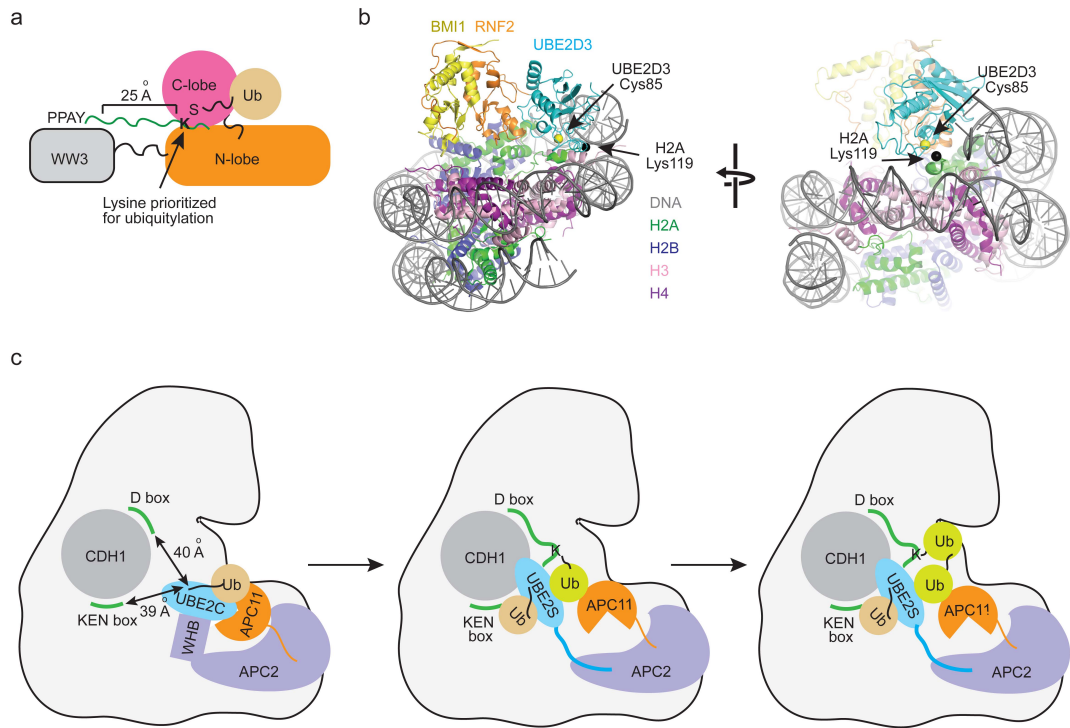 a
C-lobe
Ub
25 Å
S
PPAY
K
WW3
N-lobe
Lysine prioritized
for ubiquitylation
b
BMI1 RNF2
UBE2D3
UBE2D3
Cys85
H2A
Lys119
DNA
H2A
H2B
H3
H4
UBE2D3
Cys85
H2A
Lys119
c
D box
CDH1
40 Å
Ub
UBE2C
39 Å
KEN box
WHB
APC11
APC2
D box
K
CDH1
Ub
UBE2S
KEN
box
Ub
APC11
APC2
D box
K
Ub
CDH1
Ub
UBE2S
KEN
box
Ub
APC11
APC2